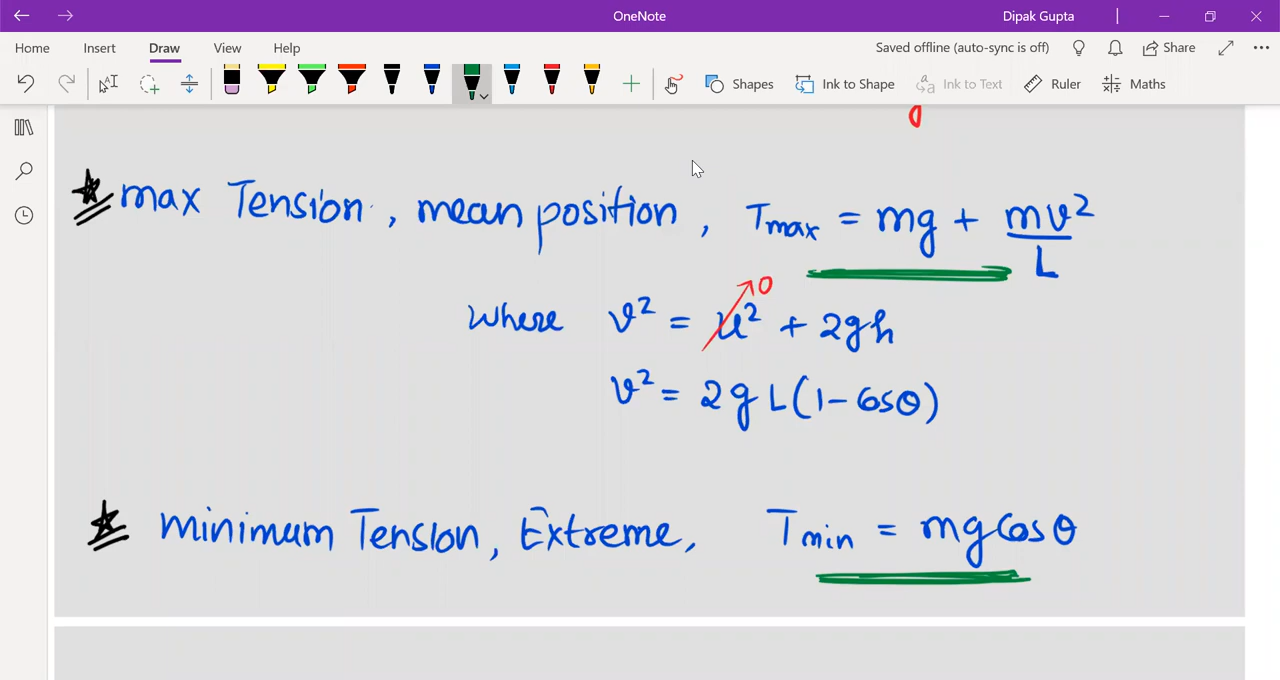 OneNote
Dipak Gupta
Home Insert Draw View Help
Saved offline (auto-sync is off)
Share
Shapes
Ink to Shape
Ink to Text
Ruler
Maths
max Tension, mean position, Tmax = mg + mv²/L
where v² = u² + 2gh
0
v² = 2gL(1-Cosθ)
minimum Tension, Extreme, Tmin = mgCosθ